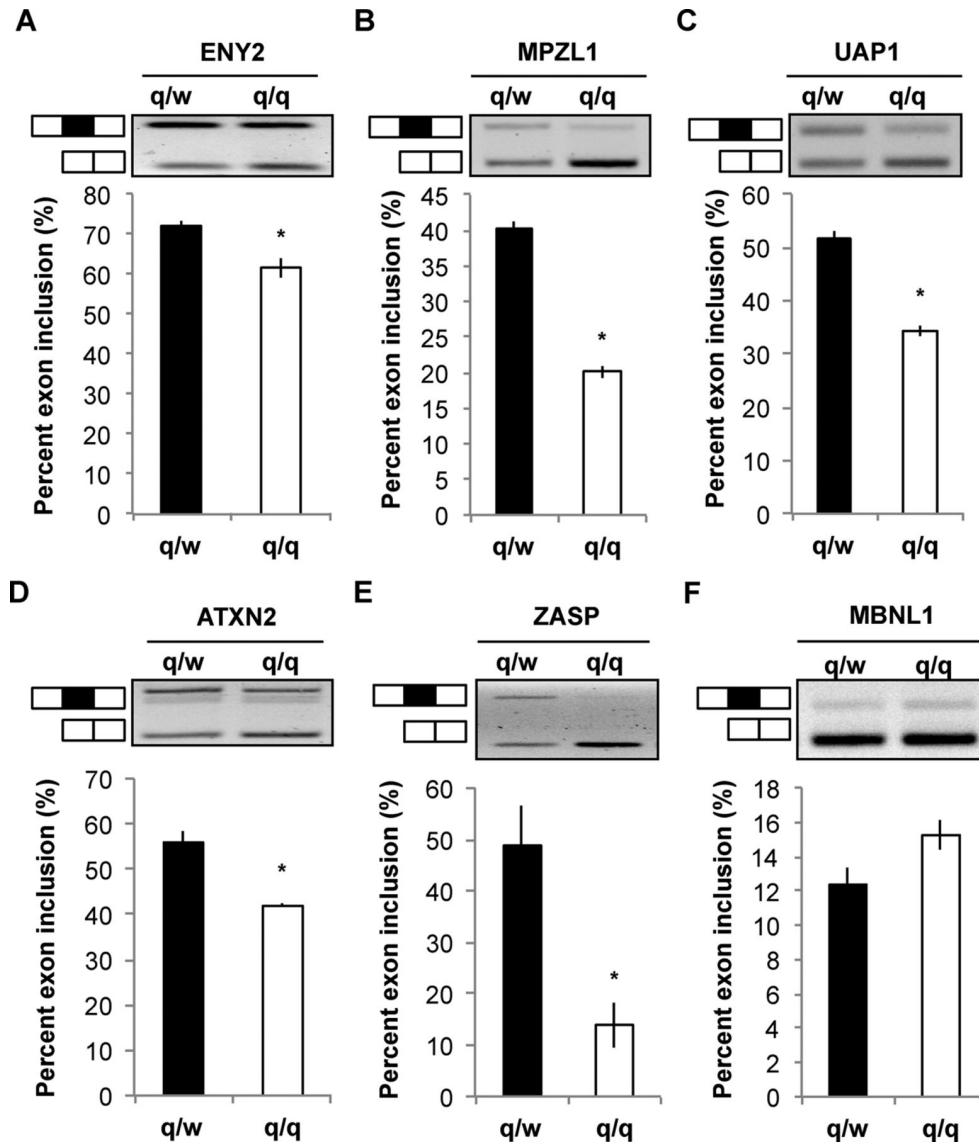 A
ENY2
q/w q/q
Percent exon inclusion (%)
80
70
60
50
40
30
20
10
0
*
q/w q/q
B
MPZL1
q/w q/q
Percent exon inclusion (%)
45
40
35
30
25
20
15
10
5
0
*
q/w q/q
C
UAP1
q/w q/q
Percent exon inclusion (%)
60
50
40
30
20
10
0
*
q/w q/q
D
ATXN2
q/w q/q
Percent exon inclusion (%)
70
60
50
40
30
20
10
0
*
q/w q/q
E
ZASP
q/w q/q
Percent exon inclusion (%)
60
50
40
30
20
10
0
*
q/w q/q
F
MBNL1
q/w q/q
Percent exon inclusion (%)
18
16
14
12
10
8
6
4
2
0
q/w q/q